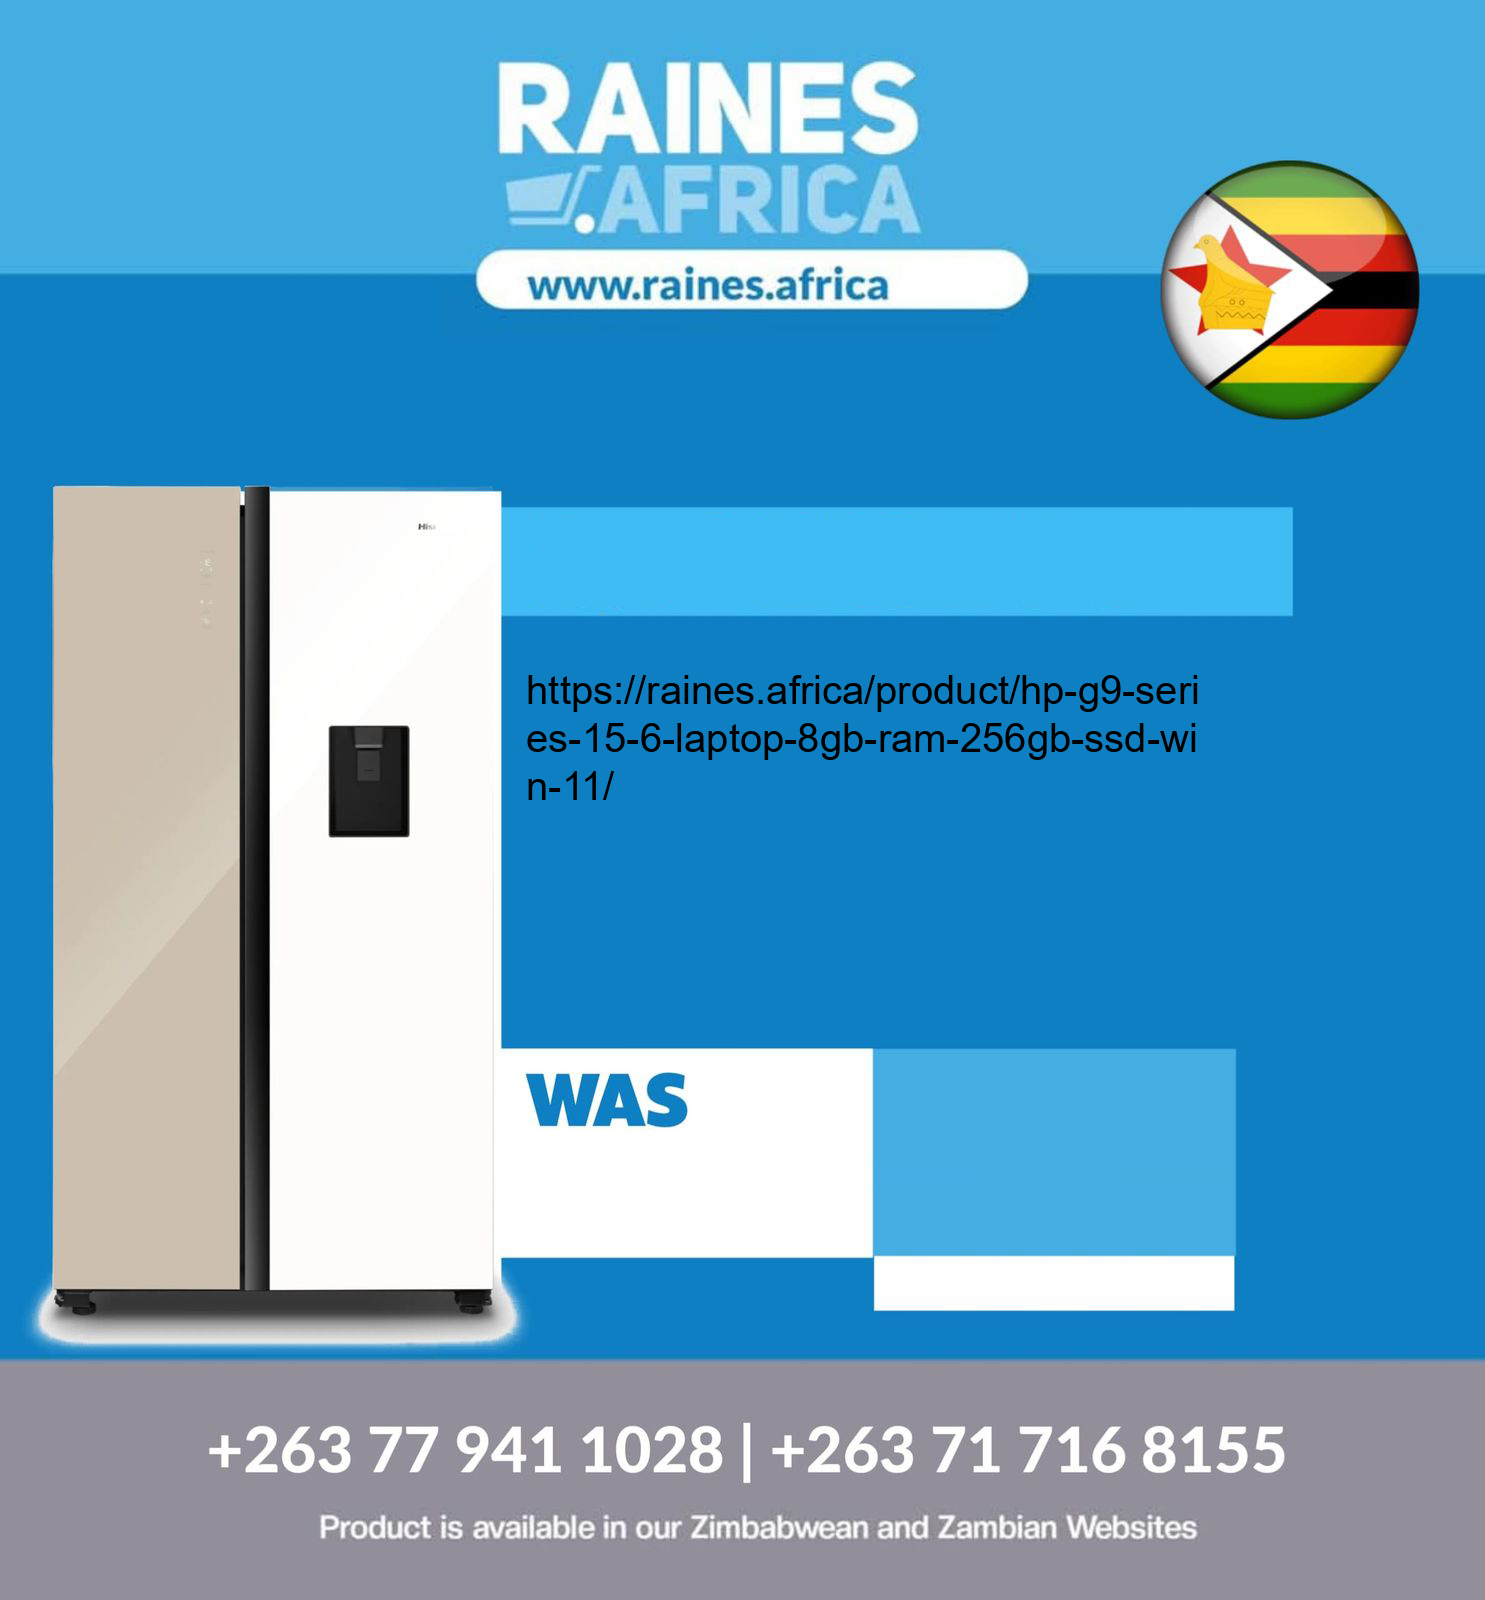 RAINES
.AFRICA
www.raines.africa
https://raines.africa/product/hp-g9-seri
es-15-6-laptop-8gb-ram-256gb-ssd-wi
n-11/
WAS
+263 77 941 1028 | +263 71 716 8155
Product is available in our Zimbabwean and Zambian Websites